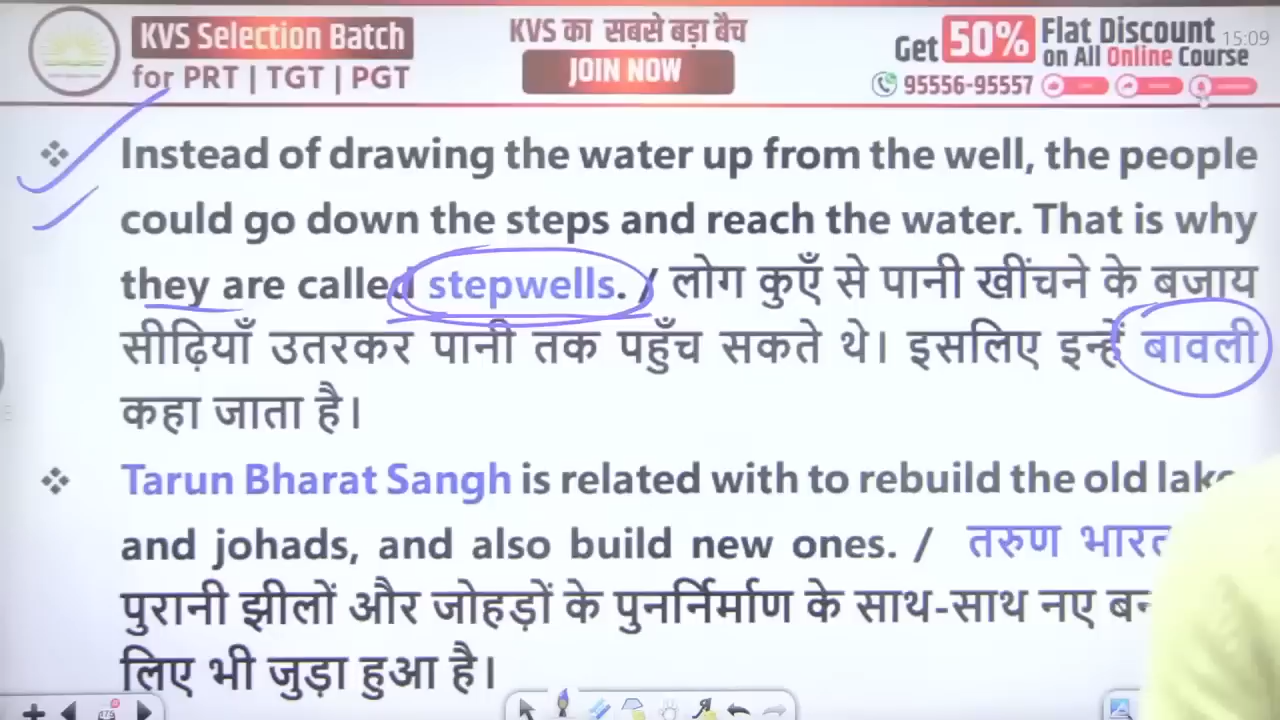 KVS Selection Batch
for PRT | TGT | PGT
KVS का सबसे बड़ा बैच
JOIN NOW
Get 50% Flat Discount
on All Online Course
95556-95557
15:09
❖ Instead of drawing the water up from the well, the people
could go down the steps and reach the water. That is why
they are called stepwells. / लोग कुएँ से पानी खींचने के बजाय
सीढ़ियाँ उतरकर पानी तक पहुँच सकते थे। इसलिए इन्हें बावली
कहा जाता है।
❖ Tarun Bharat Sangh is related with to rebuild the old
and johads, and also build new ones. / तरुण
पुरानी झीलों और जोहड़ों के पुनर्निर्माण के साथ-साथ नए
लिए भी जुड़ा हुआ है।